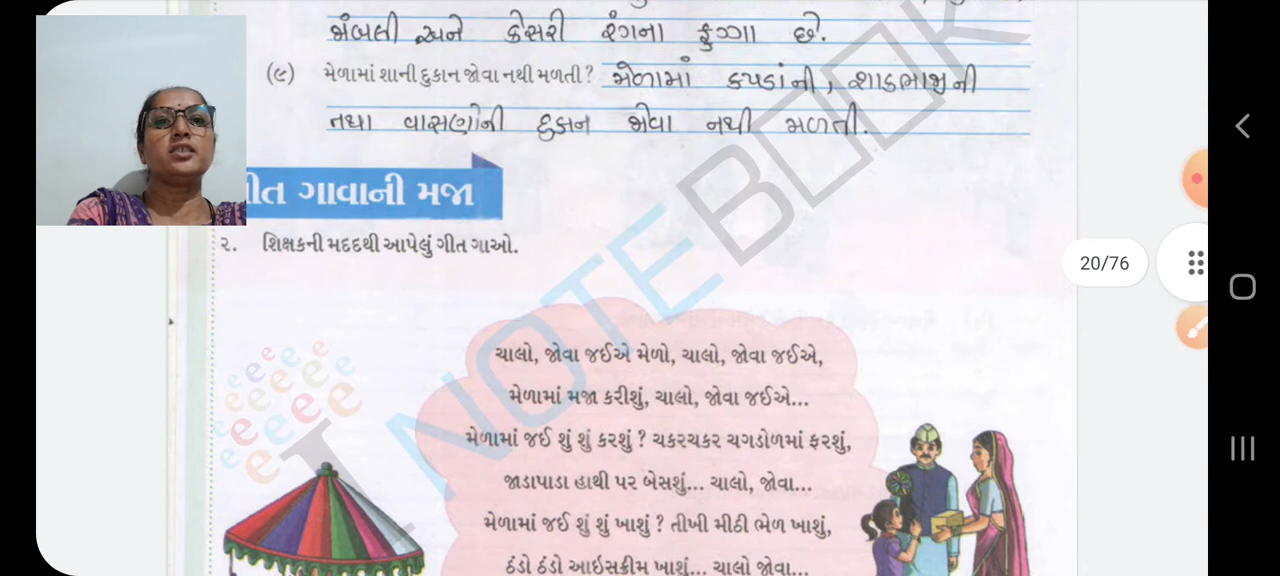 જાંબલી અને કેસરી રંગના ફુગ્ગા છે.
(૯) મેળામાં શાની દુકાન જોવા નથી મળતી? મેળામાં કપડાંની, શાકભાજીની
તથા વાસણોની દુકાન જોવા નથી મળતી.
ગીત ગાવાની મજા
૨. શિક્ષકની મદદથી આપેલું ગીત ગાઓ.
20/76
ચાલો, જોવા જઈએ મેળો, ચાલો, જોવા જઈએ,
મેળામાં મજા કરીશું, ચાલો, જોવા જઈએ...
મેળામાં જઈ શું શું કરશું ? ચકરચકર ચગડોળમાં ફરશું,
જાડાપાડા હાથી પર બેસશું... ચાલો, જોવા...
મેળામાં જઈ શું શું ખાશું ? તીખી મીઠી ભેળ ખાશું,
ઠંડો ઠંડો આઇસક્રીમ ખાશું... ચાલો જોવા...
I NOTEBOOK